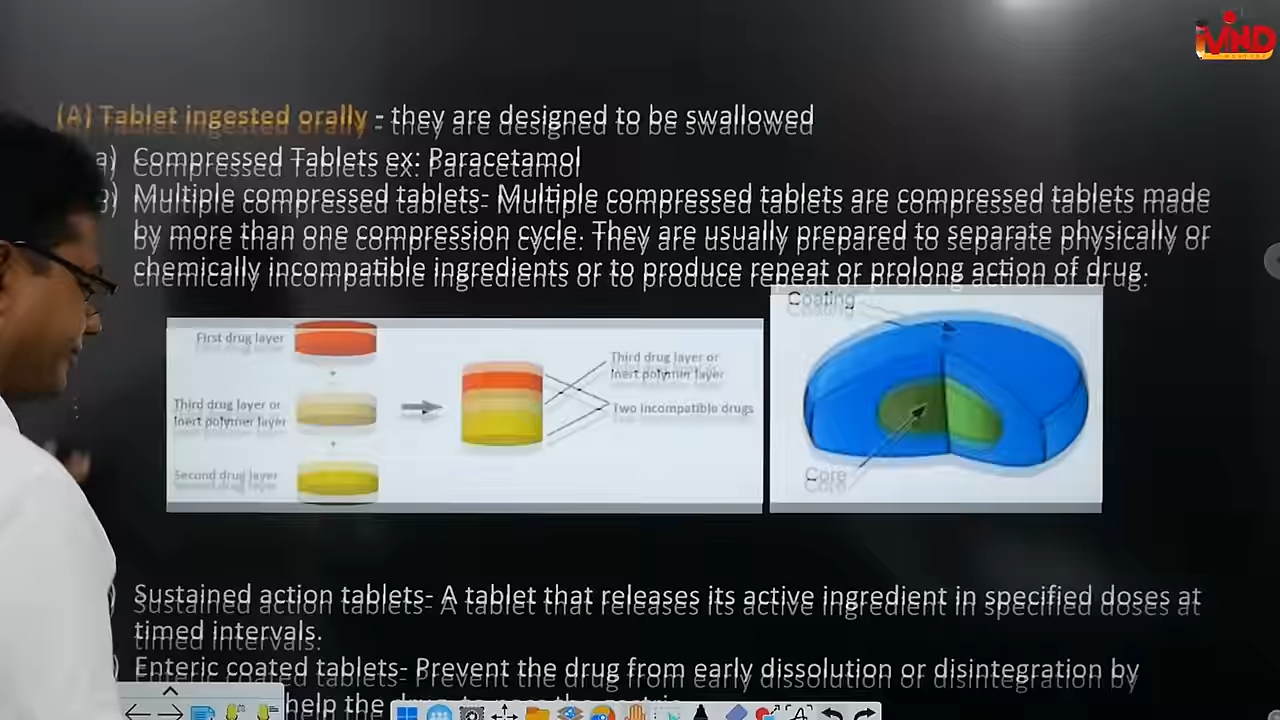 MIND
(A) Tablet ingested orally - they are designed to be swallowed
a) Compressed Tablets ex: Paracetamol
b) Multiple compressed tablets- Multiple compressed tablets are compressed tablets made
by more than one compression cycle. They are usually prepared to separate physically or
chemically incompatible ingredients or to produce repeat or prolong action of drug.
First drug layer
+
Third drug layer or
Inert polymer layer
+
Second drug layer
Third drug layer or
Inert polymer layer
Two incompatible drugs
Coating
Core
Sustained action tablets- A tablet that releases its active ingredient in specified doses at
timed intervals.
Enteric coated tablets- Prevent the drug from early dissolution or disintegration by
help the